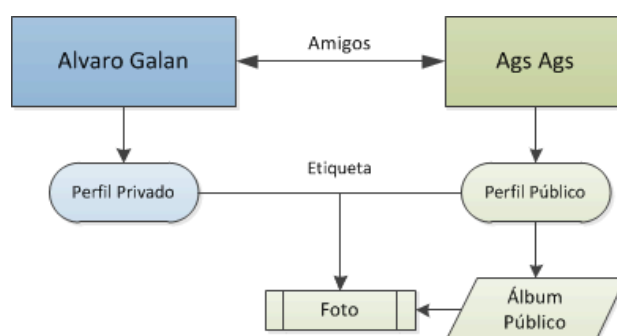 Alvaro Galan
Amigos
Ags Ags
Perfil Privado
Etiqueta
Perfil Público
Foto
Álbum
Público